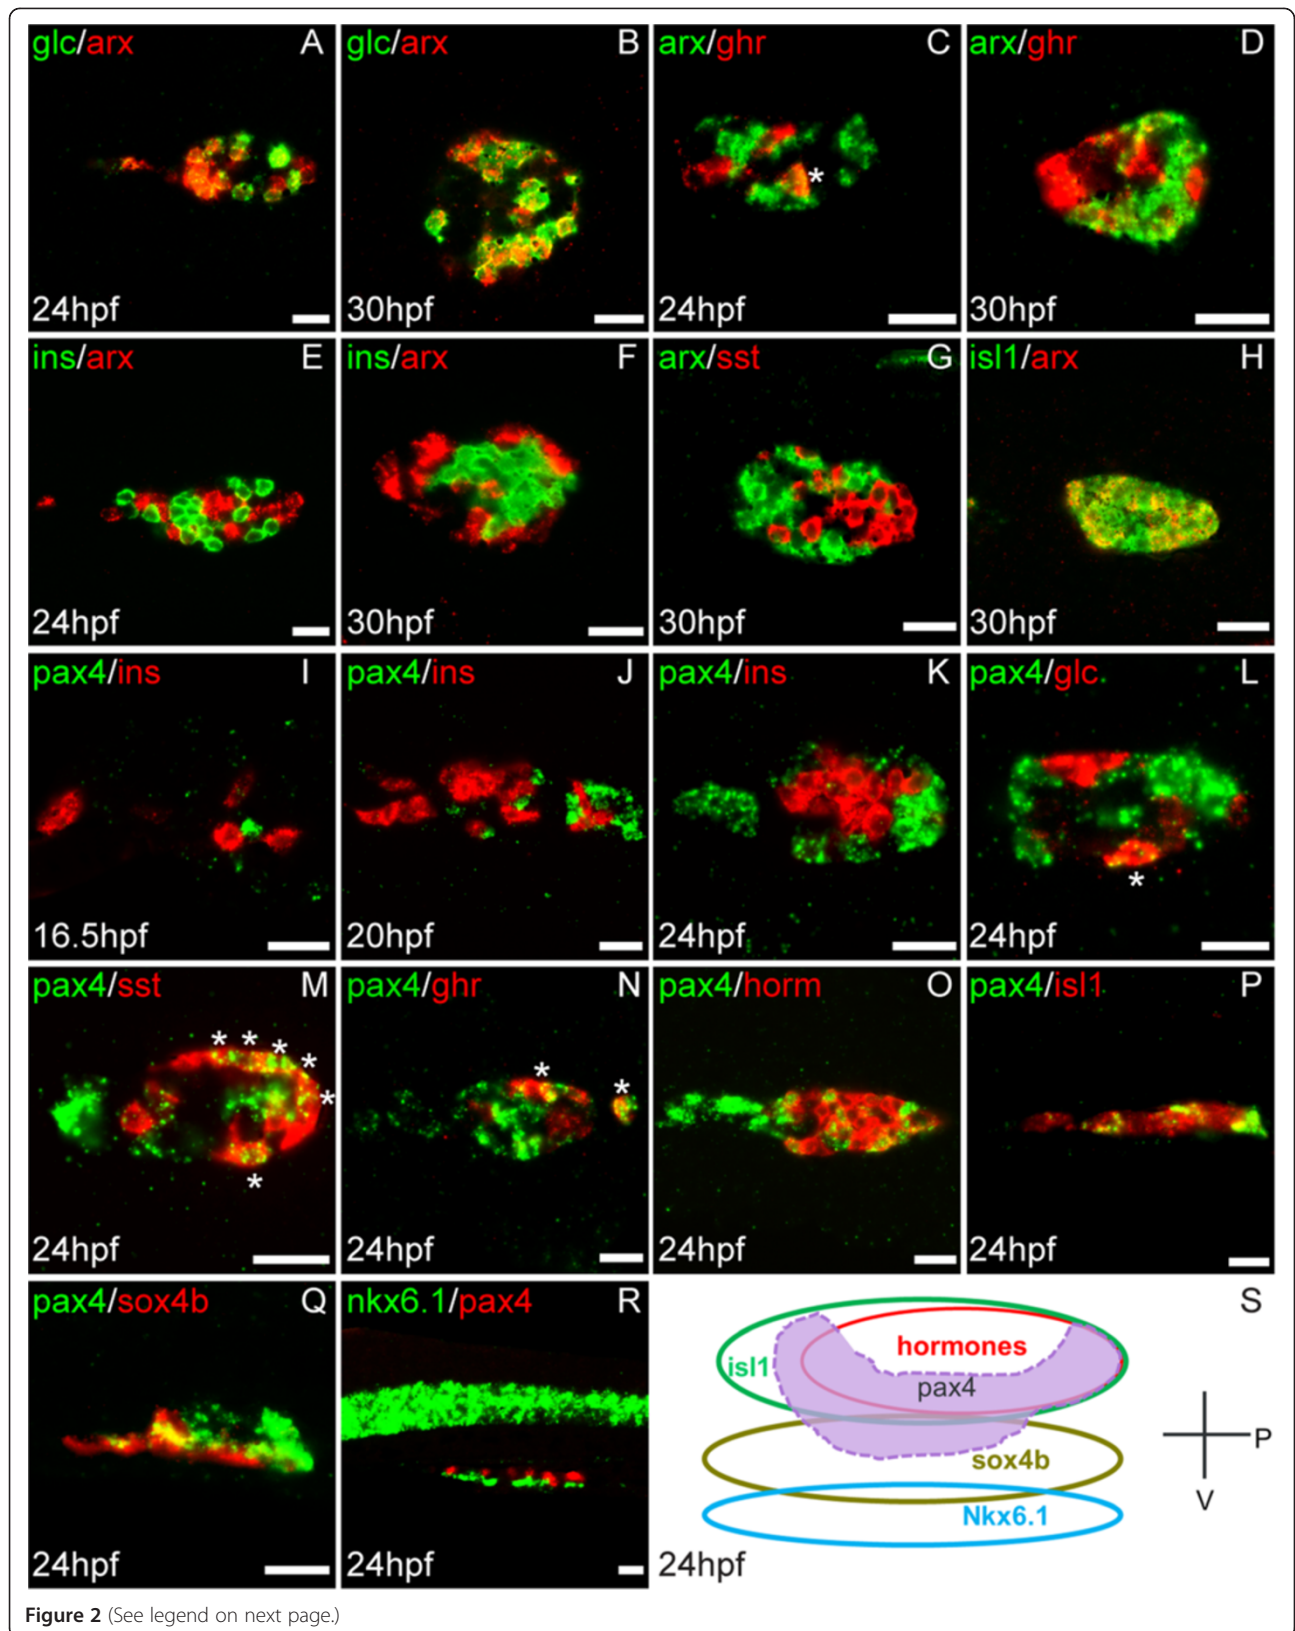 glc/arx A
24hpf
glc/arx B
30hpf
arx/ghr C
*
24hpf
arx/ghr D
30hpf
ins/arx E
24hpf
ins/arx F
30hpf
arx/sst G
30hpf
isl1/arx H
30hpf
pax4/ins I
16.5hpf
pax4/ins J
20hpf
pax4/ins K
24hpf
pax4/glc L
*
24hpf
pax4/sst M
* * * * *
*
24hpf
pax4/ghr N
* *
24hpf
pax4/horm O
24hpf
pax4/isl1 P
24hpf
pax4/sox4b Q
24hpf
nkx6.1/pax4 R
24hpf
S
hormones
isl1
pax4
sox4b
Nkx6.1
P
V
24hpf
Figure 2 (See legend on next page.)